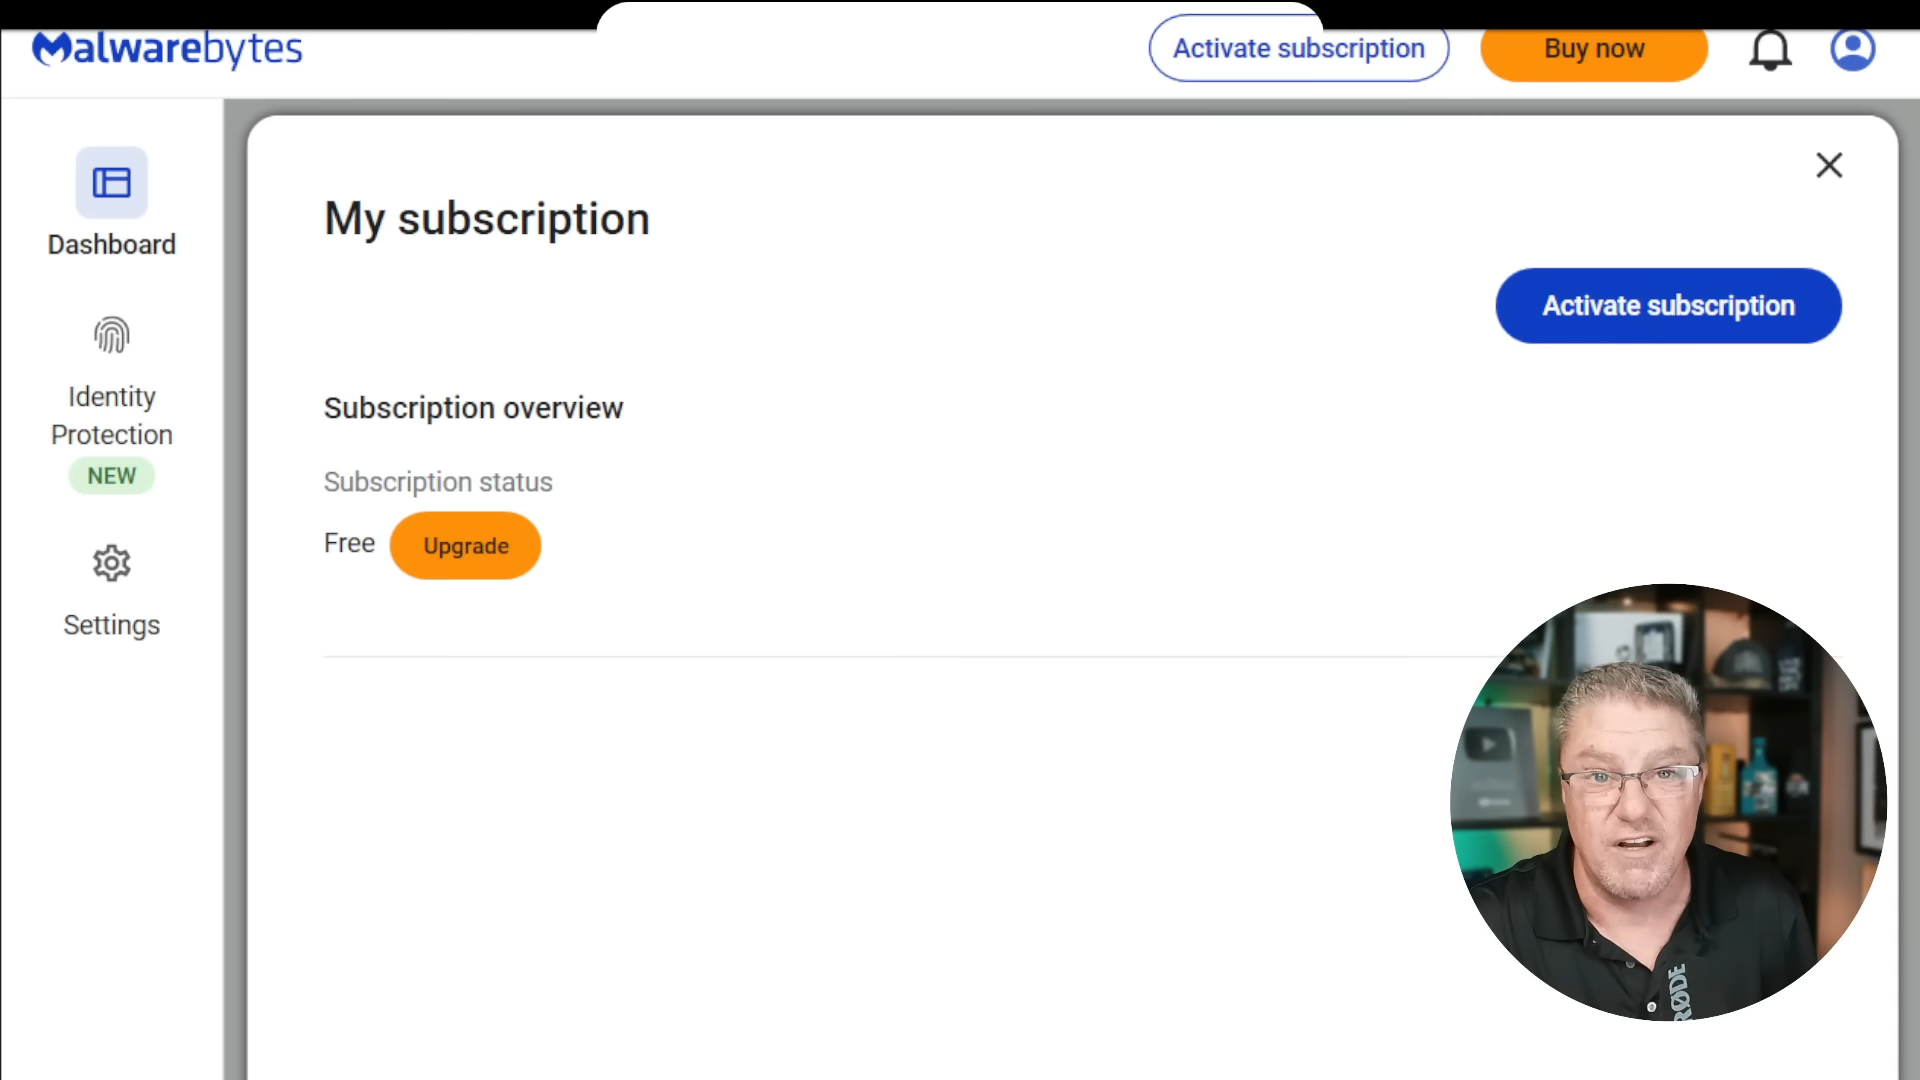 Malwarebytes
Activate subscription
Buy now
Dashboard
Identity
Protection
NEW
Settings
My subscription
Activate subscription
Subscription overview
Subscription status
Free
Upgrade
RØDE